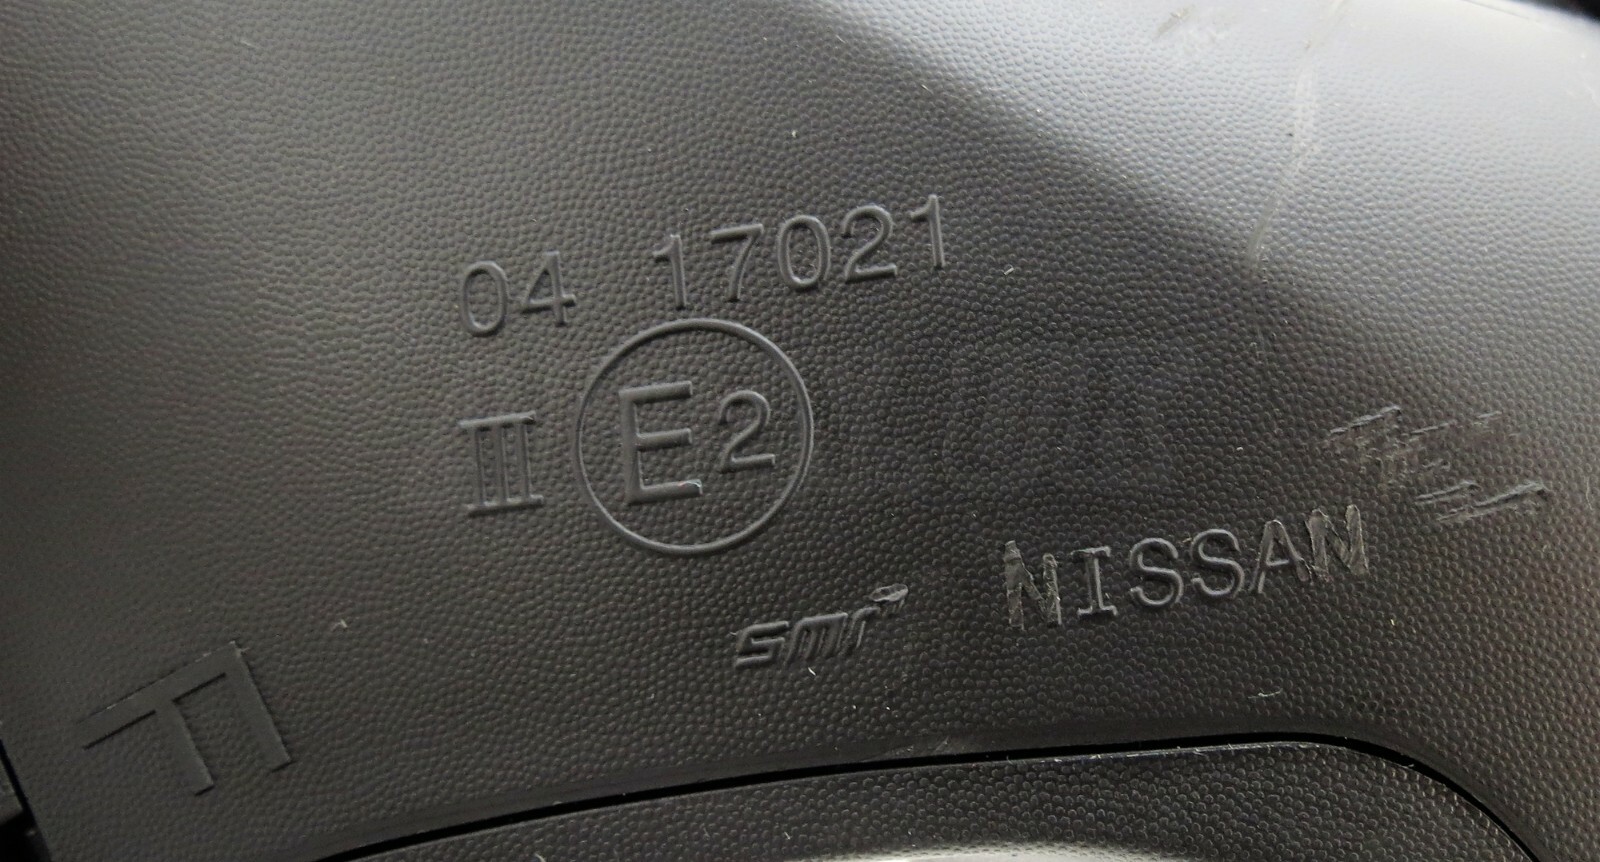 04 17021
III E2
smr NISSAN